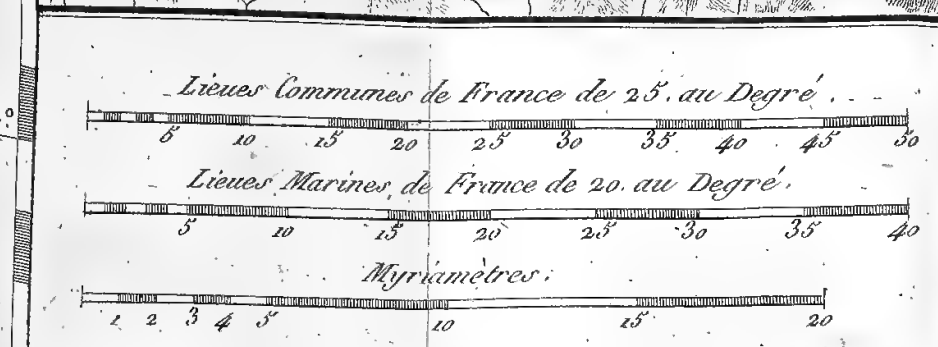 Lieues Communes de France de 25. au Degré.
5 10 15 20 25 30 35 40 45 50
Lieues Marines de France de 20. au Degré.
5 10 15 20 25 30 35 40
Myriamètres.
1 2 3 4 5 10 15 20